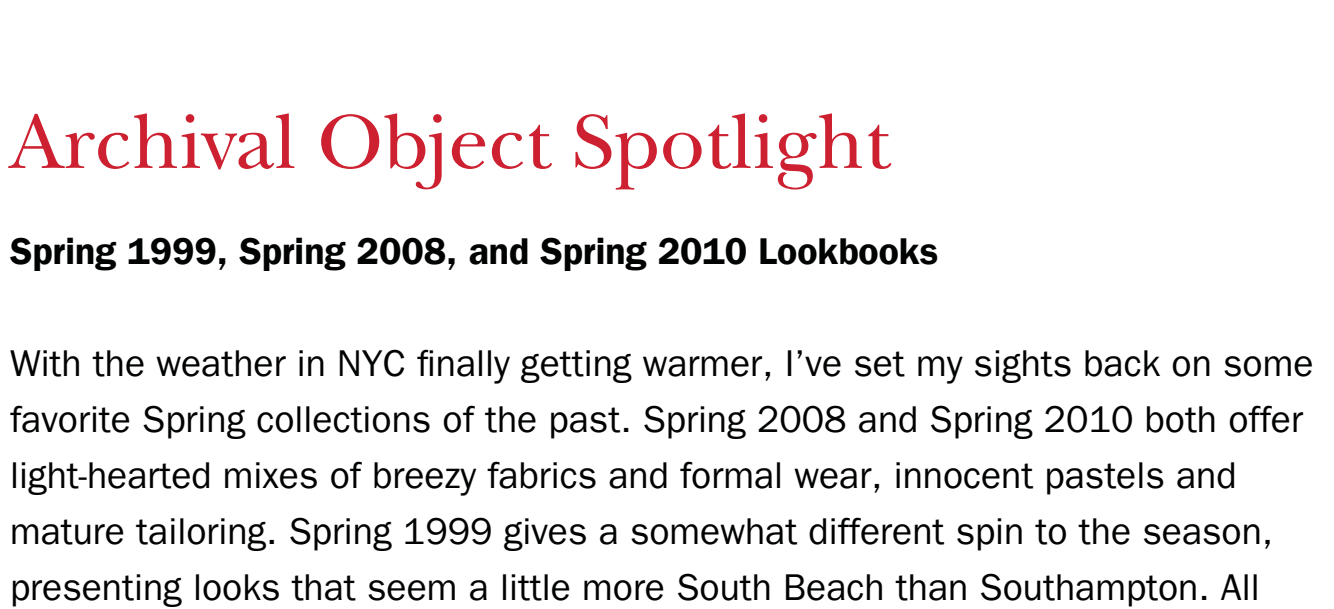 Archival Object Spotlight
Spring 1999, Spring 2008, and Spring 2010 Lookbooks
With the weather in NYC finally getting warmer, I’ve set my sights back on some
favorite Spring collections of the past. Spring 2008 and Spring 2010 both offer
light-hearted mixes of breezy fabrics and formal wear, innocent pastels and
mature tailoring. Spring 1999 gives a somewhat different spin to the season,
presenting looks that seem a little more South Beach than Southampton. All